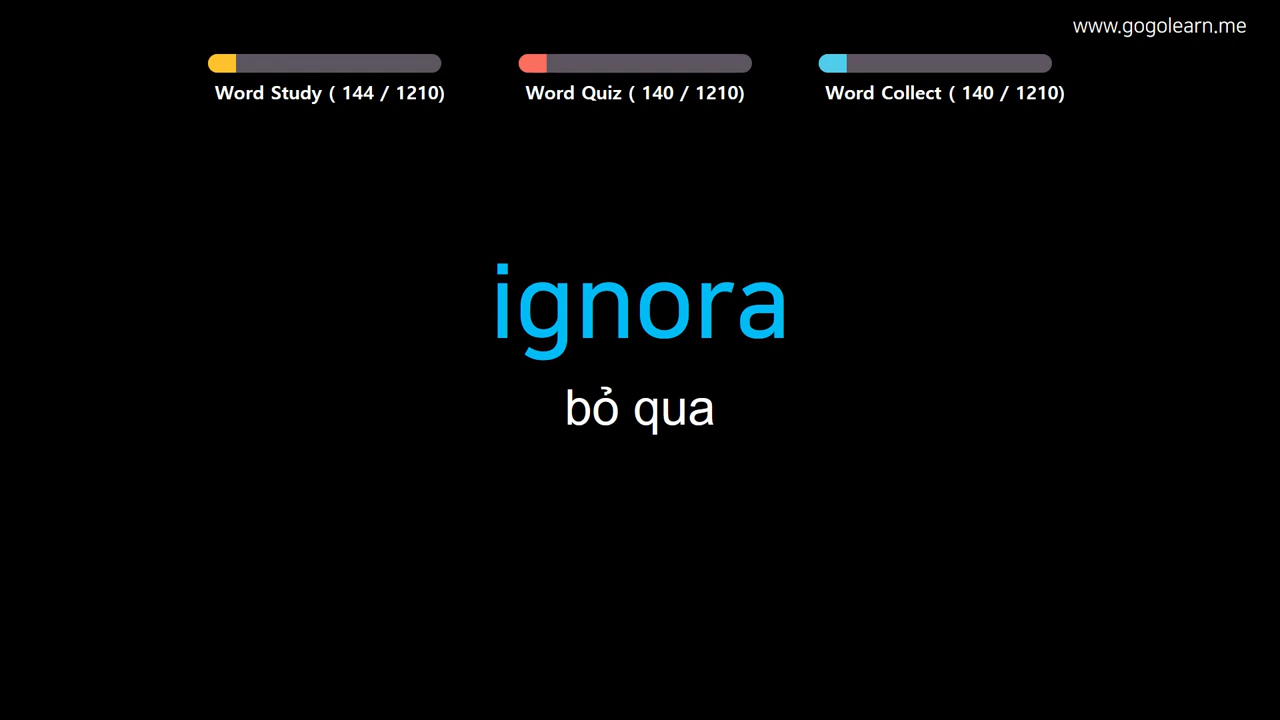 www.gogolearn.me
Word Study ( 144 / 1210)
Word Quiz ( 140 / 1210)
Word Collect ( 140 / 1210)
ignora
bỏ qua